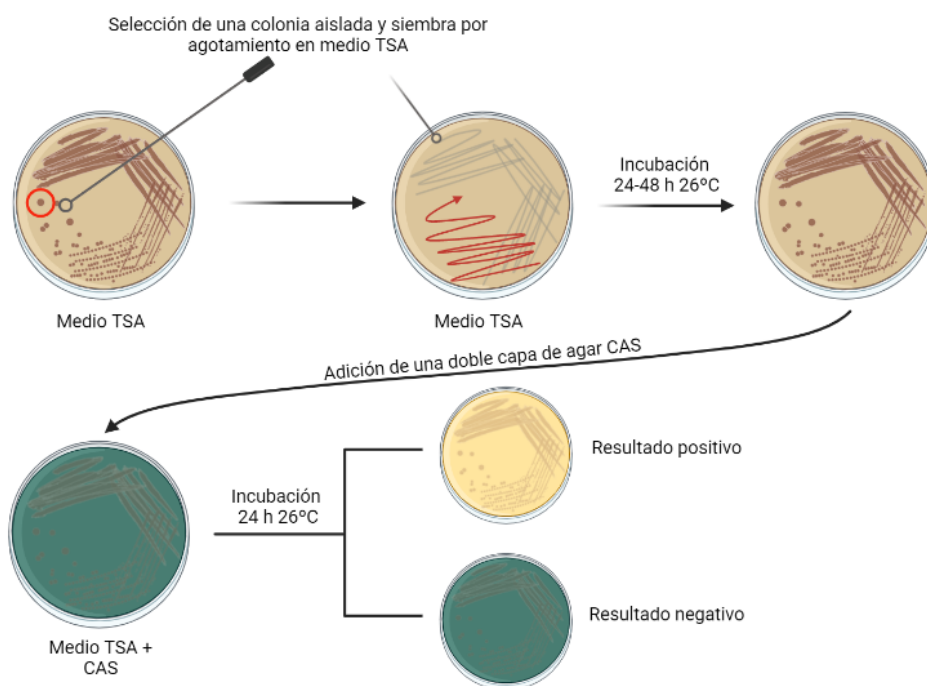 Selección de una colonia aislada y siembra por
agotamiento en medio TSA
Incubación
24-48 h 26ºC
Medio TSA
Medio TSA
Adición de una doble capa de agar CAS
Resultado positivo
Incubación
24 h 26ºC
Resultado negativo
Medio TSA +
CAS